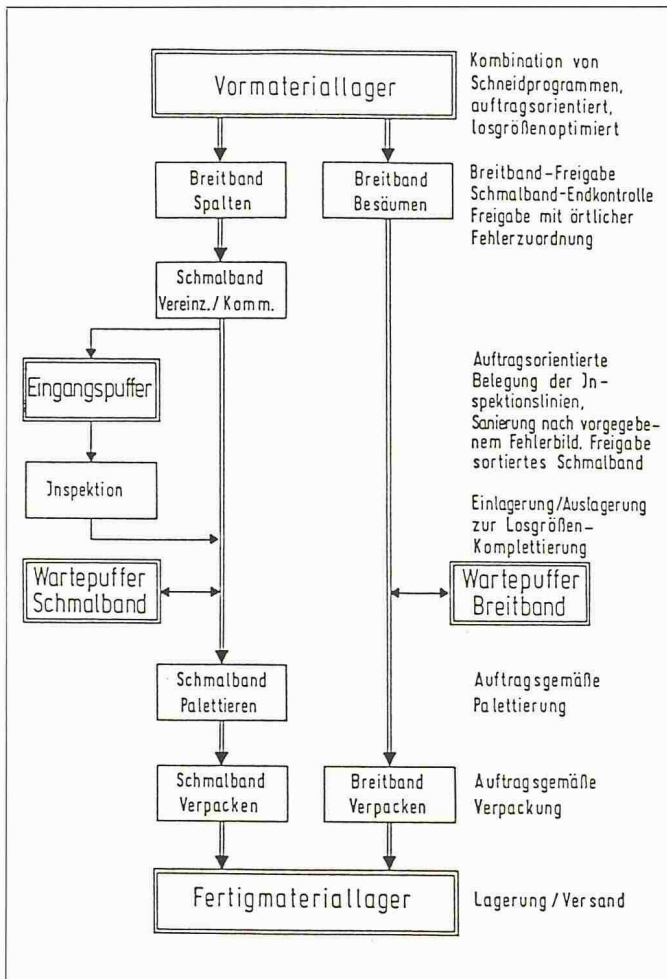 Vormateriallager
Kombination von
Schneidprogrammen,
auftragsorientiert,
losgrößenoptimiert
Breitband
Spalten
Breitband
Besäumen
Breitband-Freigabe
Schmalband-Endkontrolle
Freigabe mit örtlicher
Fehlerzuordnung
Schmalband
Vereinz./Komm.
Eingangspuffer
Auftragsorientierte
Belegung der In-
spektionslinien,
Sanierung nach vorgegebe-
nem Fehlerbild. Freigabe
sortiertes Schmalband
Inspektion
Einlagerung/Auslagerung
zur Losgrößen-
Komplettierung
Wartepuffer
Schmalband
Wartepuffer
Breitband
Schmalband
Palettieren
Auftragsgemäße
Palettierung
Schmalband
Verpacken
Breitband
Verpacken
Auftragsgemäße
Verpackung
Fertigmateriallager
Lagerung/Versand